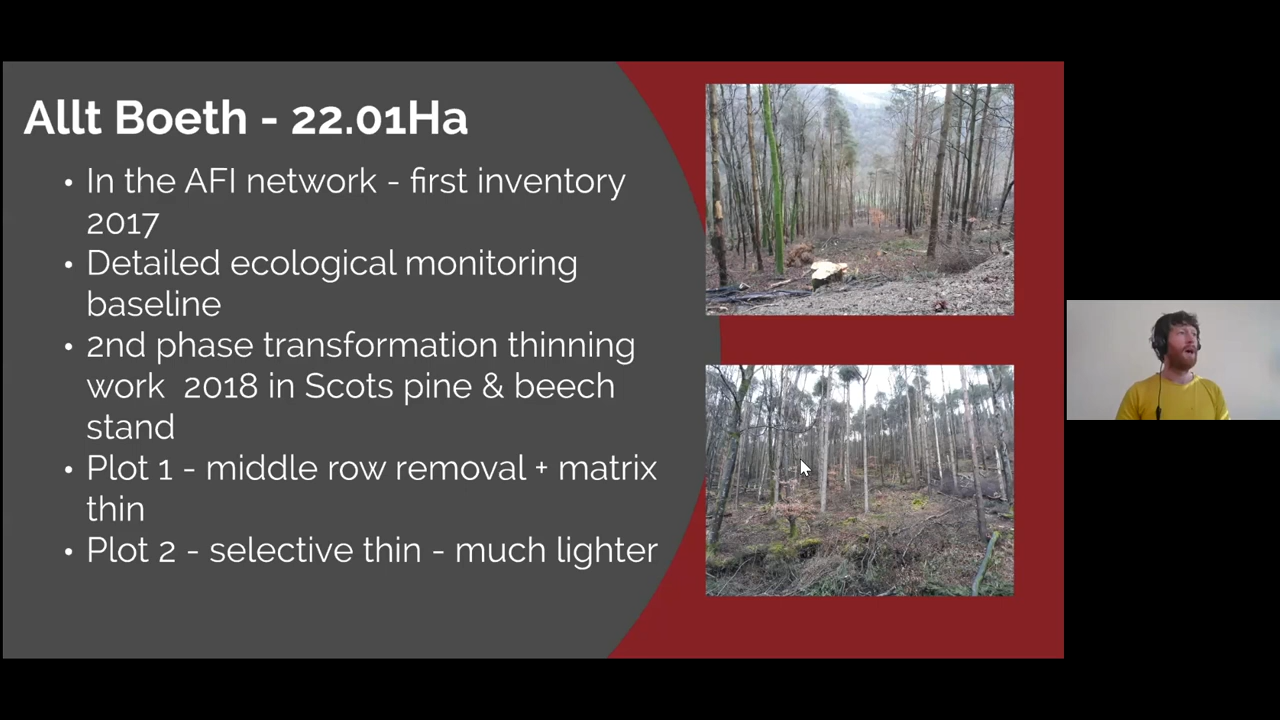 Allt Boeth - 22.01Ha
• In the AFI network - first inventory
2017
• Detailed ecological monitoring
baseline
• 2nd phase transformation thinning
work 2018 in Scots pine & beech
stand
• Plot 1 - middle row removal + matrix
thin
• Plot 2 - selective thin - much lighter